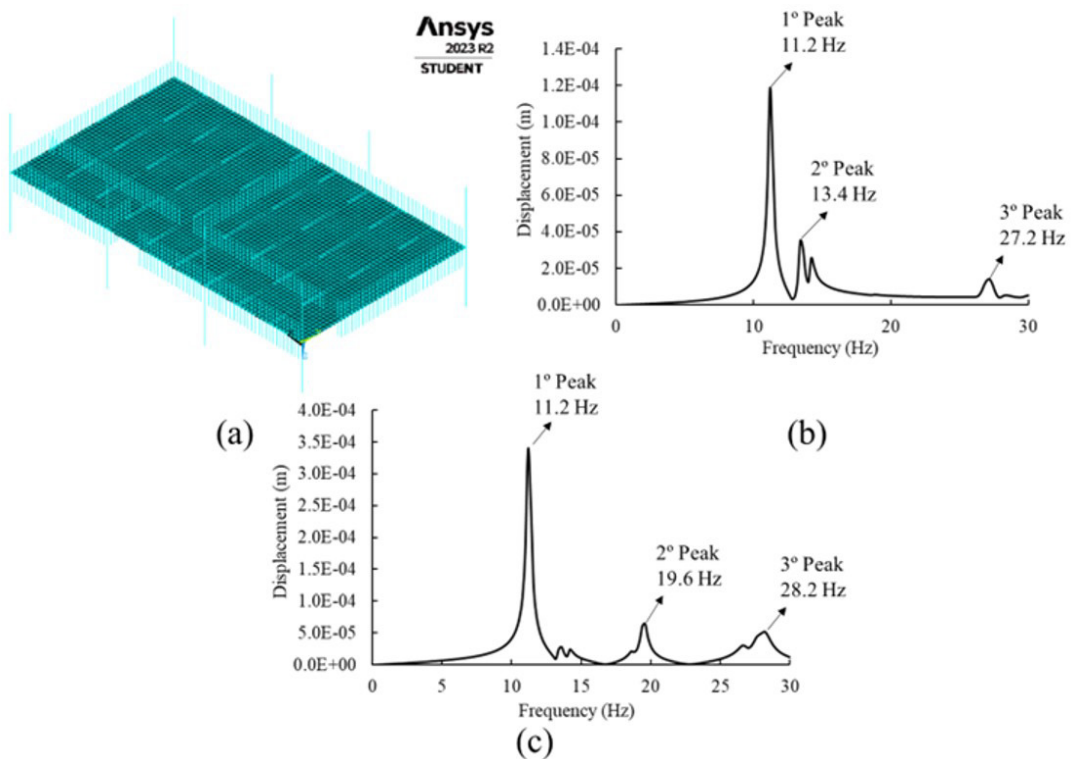 Ansys
2023 R2
STUDENT
(a)
1º Peak
11.2 Hz
2º Peak
13.4 Hz
3º Peak
27.2 Hz
Displacement (m)
1.4E-04
1.2E-04
1.0E-04
8.0E-05
6.0E-05
4.0E-05
2.0E-05
0.0E+00
0
10
20
30
Frequency (Hz)
(b)
1º Peak
11.2 Hz
2º Peak
19.6 Hz
3º Peak
28.2 Hz
Displacement (m)
4.0E-04
3.5E-04
3.0E-04
2.5E-04
2.0E-04
1.5E-04
1.0E-04
5.0E-05
0.0E+00
0
5
10
15
20
25
30
Frequency (Hz)
(c)